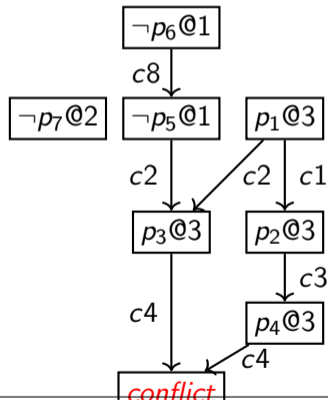 ¬p₆@1
c8
¬p₇@2 ¬p₅@1 p₁@3
c2 c2 c1
p₃@3 p₂@3
c3
c4 p₄@3
c4
conflict